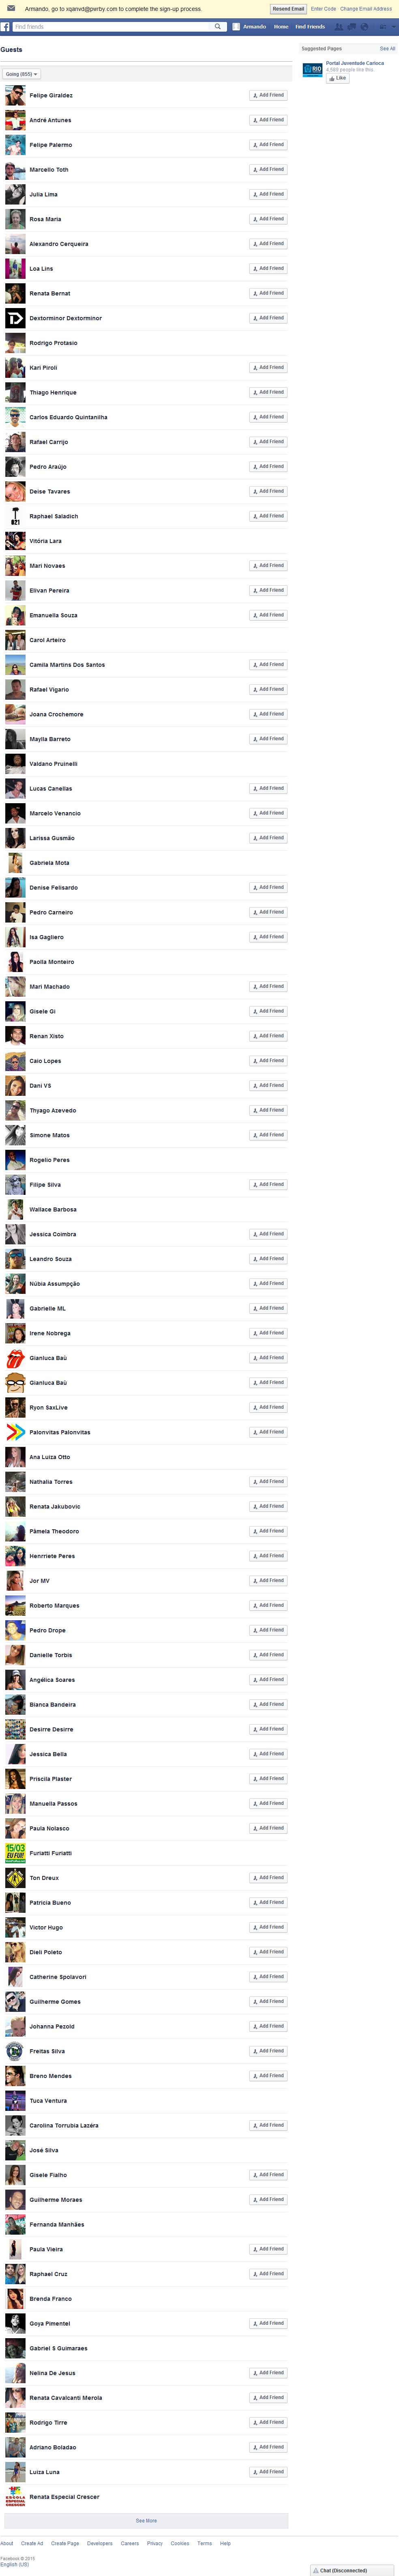 Armando, go to xqanvd@jperby.com to complete the sign-up process.
Resend Email
Enter Code
Change Email Address
Find friends
Armando
Home
Find Friends
Guests
Going (855)
Felipe Giraldez
Add Friend
André Antunes
Add Friend
Felipe Palermo
Add Friend
Marcello Toth
Add Friend
Julia Lima
Add Friend
Rosa Maria
Add Friend
Alexandro Cerqueira
Add Friend
Loa Lins
Add Friend
Renata Bernat
Add Friend
Dextorminor Dextorminor
Add Friend
Rodrigo Protasio
Kari Piroli
Add Friend
Thiago Henrique
Add Friend
Carlos Eduardo Quintanilha
Add Friend
Rafael Carrijo
Add Friend
Pedro Araújo
Add Friend
Deise Tavares
Add Friend
Raphael Saladich
Add Friend
Vitória Lara
Mari Novaes
Add Friend
Elivan Pereira
Add Friend
Emanuella Souza
Add Friend
Carol Arteiro
Camila Martins Dos Santos
Add Friend
Rafael Vigario
Add Friend
Joana Crochemore
Add Friend
Maylla Barreto
Add Friend
Valdano Pruinelli
Lucas Canellas
Add Friend
Marcelo Venancio
Add Friend
Larissa Gusmão
Add Friend
Gabriela Mota
Denise Felisardo
Add Friend
Pedro Carneiro
Add Friend
Isa Gagliero
Add Friend
Paolla Monteiro
Mari Machado
Add Friend
Gisele Gi
Add Friend
Renan Xisto
Add Friend
Caio Lopes
Add Friend
Dani VS
Add Friend
Thyago Azevedo
Add Friend
Simone Matos
Add Friend
Rogelio Peres
Filipe Silva
Add Friend
Wallace Barbosa
Jessica Coimbra
Add Friend
Leandro Souza
Add Friend
Núbia Assumpção
Add Friend
Gabrielle ML
Add Friend
Irene Nobrega
Add Friend
Gianluca Baù
Add Friend
Gianluca Baù
Add Friend
Ryon SaxLive
Add Friend
Palonvitas Palonvitas
Add Friend
Ana Luiza Otto
Nathalia Torres
Add Friend
Renata Jakubovic
Add Friend
Pâmela Theodoro
Add Friend
Henrriete Peres
Add Friend
Jor MV
Add Friend
Roberto Marques
Add Friend
Pedro Drope
Add Friend
Danielle Torbis
Add Friend
Angélica Soares
Add Friend
Bianca Bandeira
Add Friend
Desirre Desirre
Add Friend
Jessica Bella
Add Friend
Priscila Plaster
Add Friend
Manuella Passos
Add Friend
Paula Nolasco
Add Friend
15/03
EU FUI!
Furlatti Furlatti
Ton Dreux
Add Friend
Patricia Bueno
Add Friend
Victor Hugo
Add Friend
Dieli Poleto
Add Friend
Catherine Spolavori
Add Friend
Guilherme Gomes
Add Friend
Johanna Pezold
Add Friend
Freitas Silva
Add Friend
Breno Mendes
Add Friend
Tuca Ventura
Carolina Torrubia Lazéra
Add Friend
José Silva
Gisele Fialho
Add Friend
Guilherme Moraes
Add Friend
Fernanda Manhães
Paula Vieira
Add Friend
Raphael Cruz
Add Friend
Brenda Franco
Goya Pimentel
Add Friend
Gabriel S Guimaraes
Nelina De Jesus
Add Friend
Renata Cavalcanti Merola
Add Friend
Rodrigo Tirre
Add Friend
Adriano Boladao
Add Friend
Luiza Luna
Add Friend
Renata Especial Crescer
See More
Suggested Pages
See All
RIO
Portal Juventude Carioca
4,988 people like this.
Like
About
Create Ad
Create Page
Developers
Careers
Privacy
Cookies
Terms
Help
Facebook © 2015
English (US)
Chat (Disconnected)